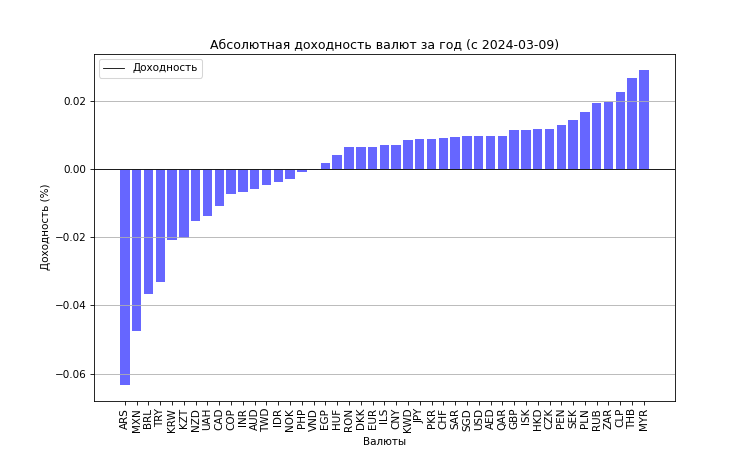 Абсолютная доходность валют за год (с 2024-03-09)
Доходность
0.02
0.00
−0.02
−0.04
−0.06
Доходность (%)
ARS
MXN
BRL
TRY
KRW
KZT
NZD
UAH
CAD
COP
INR
AUD
TWD
IDR
NOK
PHP
VND
EGP
HUF
RON
DKK
EUR
ILS
CNY
KWD
JPY
PKR
CHF
SAR
SGD
USD
AED
QAR
GBP
ISK
HKD
CZK
PEN
SEK
PLN
RUB
ZAR
CLP
THB
MYR
Валюты